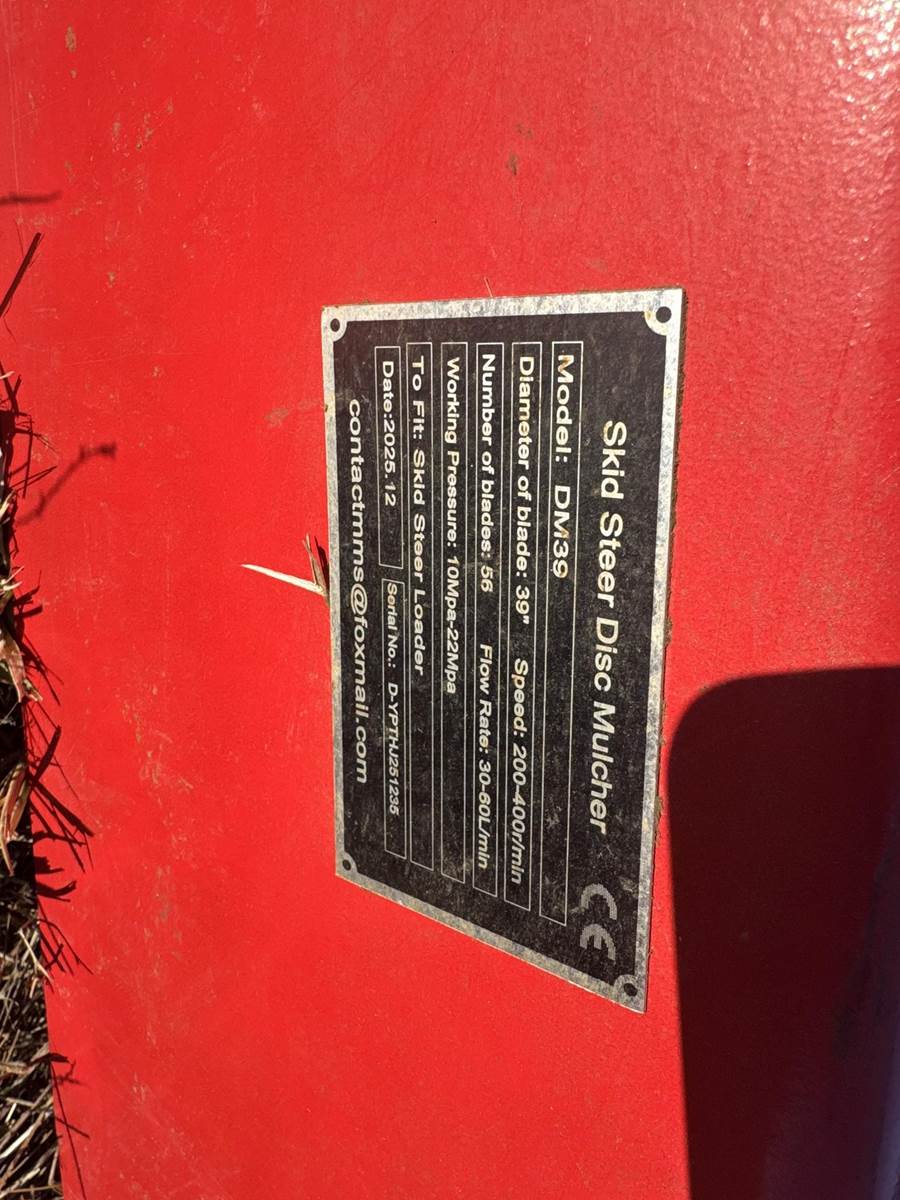 Skid Steer Disc Mulcher CE
Model: DM39
Diameter of blade: 39" Speed: 200-400r/min
Number of blades: 56 Flow Rate: 30-60L/min
Working Pressure: 10Mpa-22Mpa
To Fit: Skid Steer Loader
Date:2025.12 Serial No.: D-YPTHJ251235
contactmms@foxmail.com